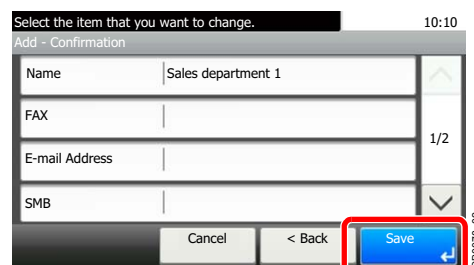 Select the item that you want to change.
10:10
Add - Confirmation
Name
Sales department 1
FAX
1/2
E-mail Address
SMB
Cancel
< Back
Save